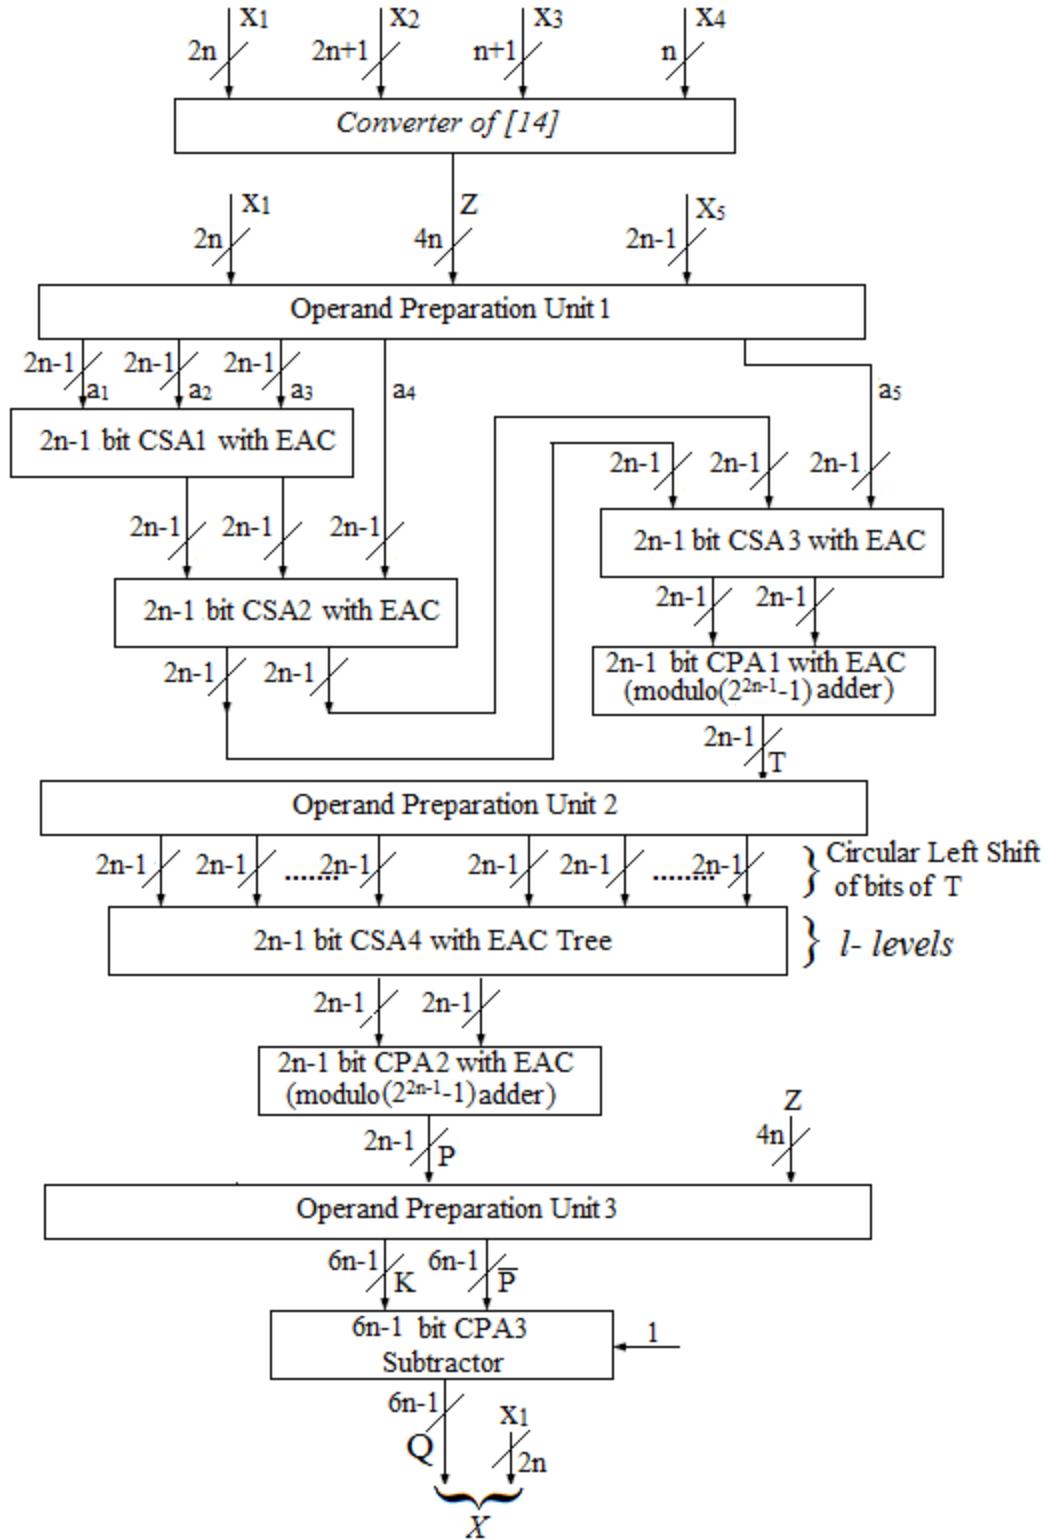 X1 X2 X3 X4
2n 2n+1 n+1 n
Converter of [14]
X1 Z X5
2n 4n 2n-1
Operand Preparation Unit 1
2n-1 2n-1 2n-1
a1 a2 a3 a4 a5
2n-1 bit CSA1 with EAC
2n-1 2n-1 2n-1
2n-1 2n-1 2n-1
2n-1 bit CSA3 with EAC
2n-1 bit CSA2 with EAC
2n-1 2n-1
2n-1 2n-1
2n-1 bit CPA1 with EAC
(modulo(2^{2n-1}-1) adder)
2n-1
T
Operand Preparation Unit 2
2n-1 2n-1 ....... 2n-1 2n-1 2n-1 ........ 2n-1
} Circular Left Shift
of bits of T
2n-1 bit CSA4 with EAC Tree
} l- levels
2n-1 2n-1
2n-1 bit CPA2 with EAC
(modulo(2^{2n-1}-1) adder)
2n-1 P
Z
4n
Operand Preparation Unit 3
6n-1 K 6n-1 P̅
6n-1 bit CPA3
Subtractor
1
6n-1
Q
X1
2n
X